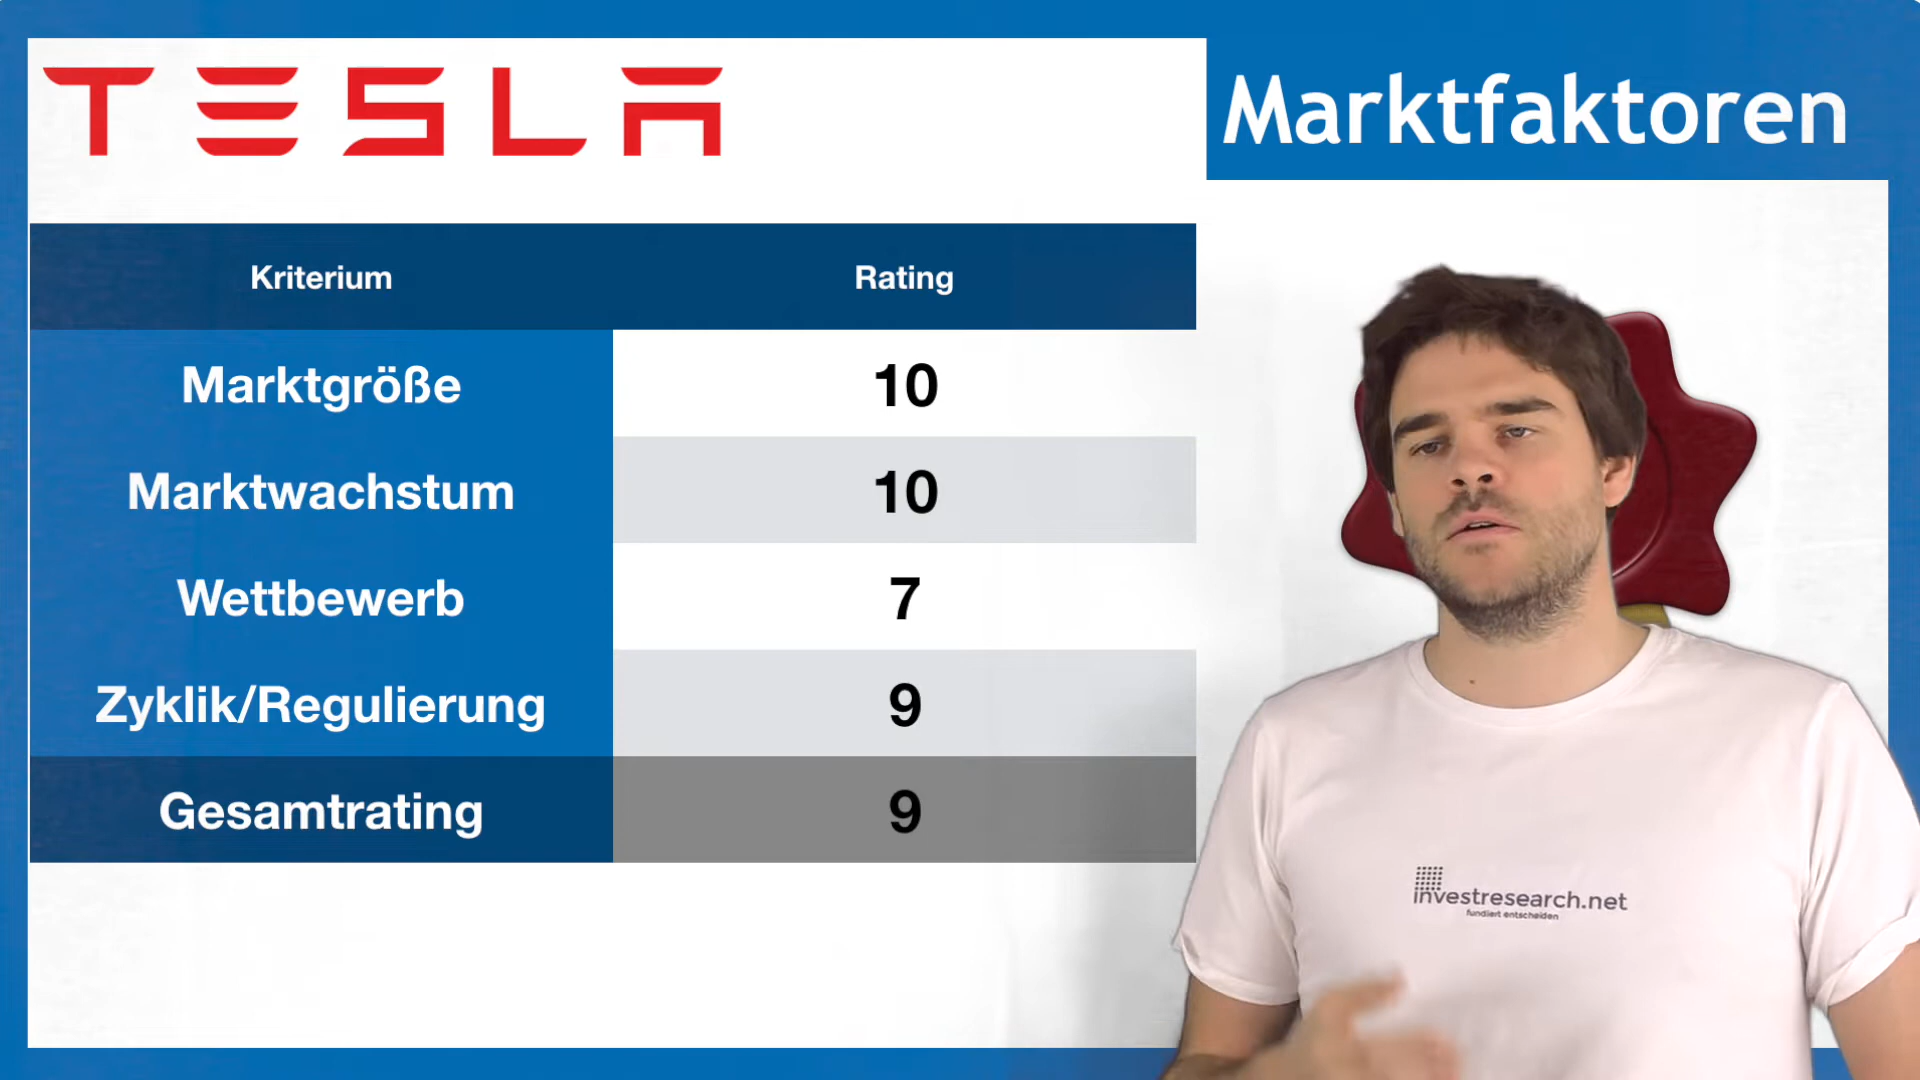 TESLA
Marktfaktoren
Kriterium Rating
Marktgröße 10
Marktwachstum 10
Wettbewerb 7
Zyklik/Regulierung 9
Gesamtrating 9
investresearch.net
fundiert entscheiden